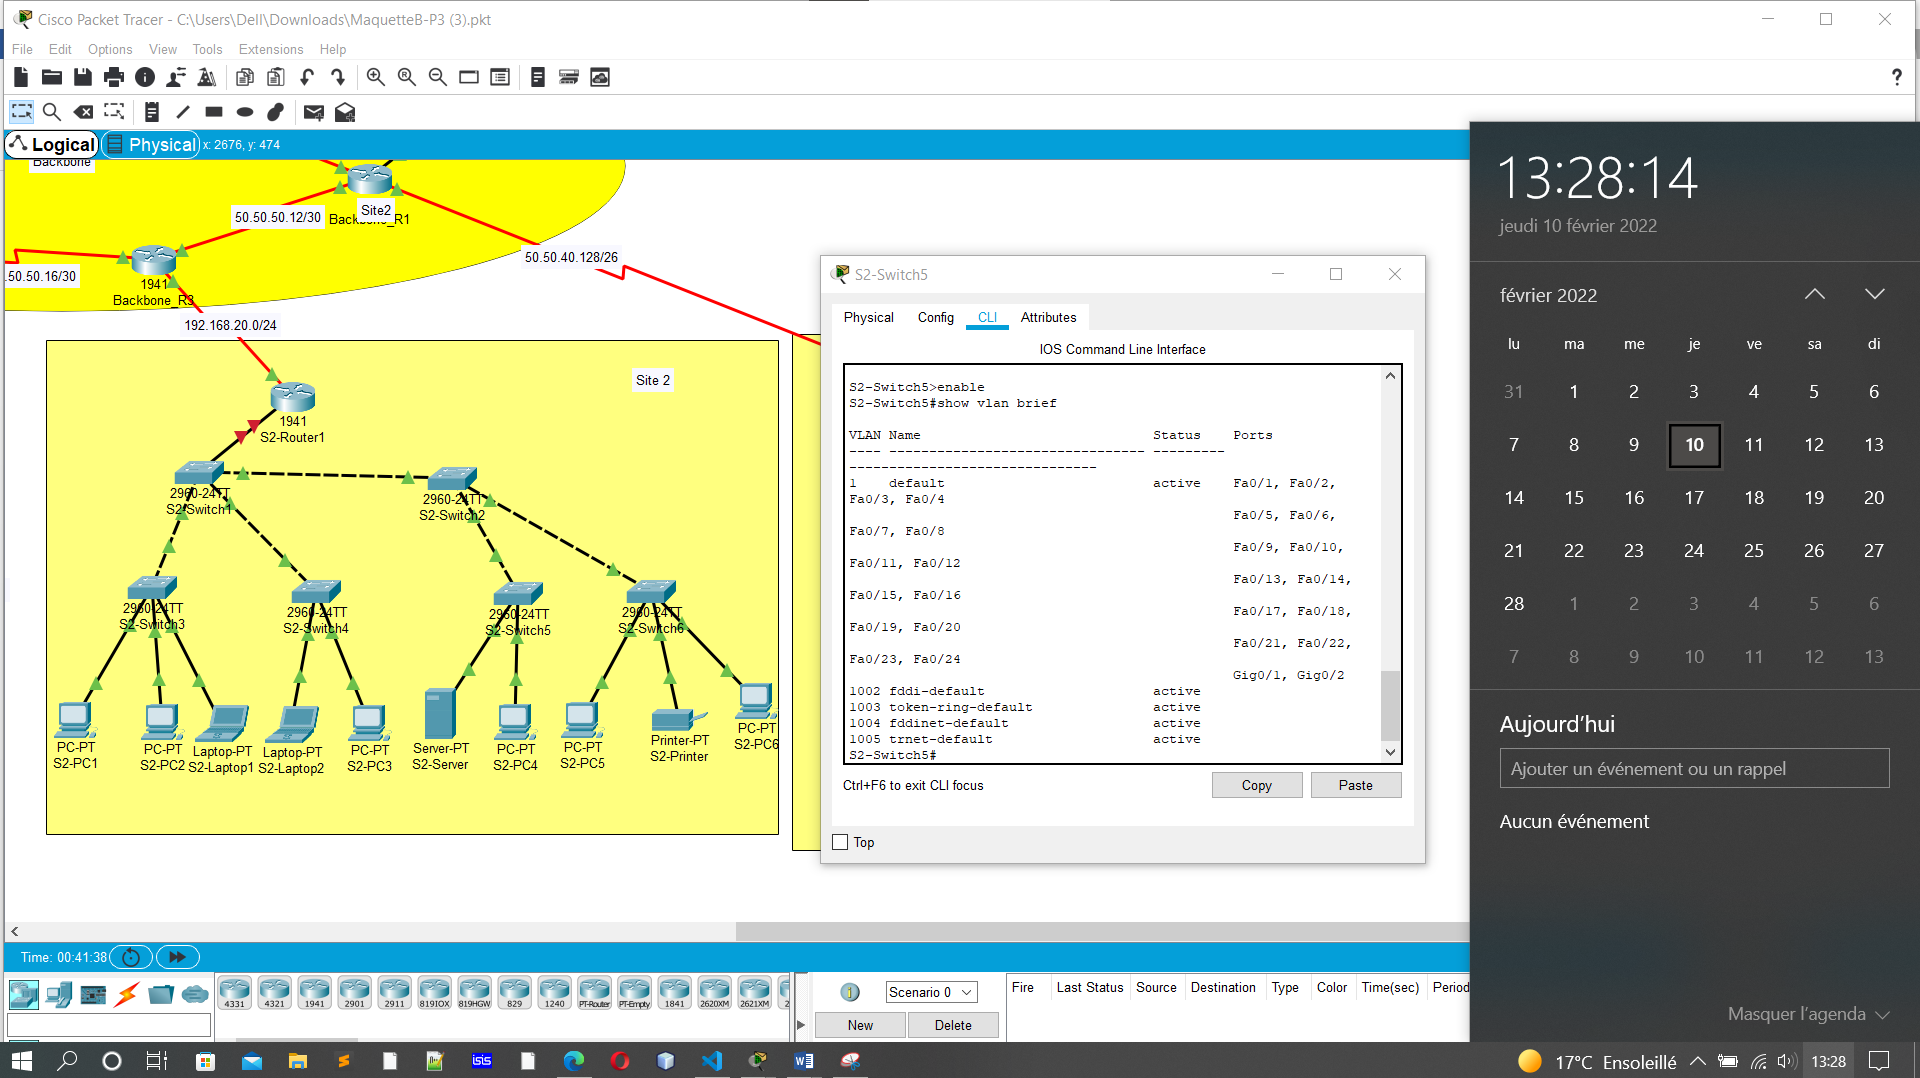 Cisco Packet Tracer - C:\Users\Dell\Downloads\MaquetteB-P3 (3).pkt
File Edit Options View Tools Extensions Help
Logical
Physical
x: 2676, y: 474
Backbone
Site2
50.50.50.12/30
Backbone_R1
50.50.40.128/26
.50.50.16/30
1941
Backbone_R3
192.168.20.0/24
Site 2
1941
S2-Router1
2960-24TT
S2-Switch1
2960-24TT
S2-Switch2
2960-24TT
S2-Switch3
2960-24TT
S2-Switch4
2960-24TT
S2-Switch5
2960-24TT
S2-Switch6
PC-PT
S2-PC1
PC-PT
S2-PC2
Laptop-PT
S2-Laptop1
Laptop-PT
S2-Laptop2
PC-PT
S2-PC3
Server-PT
S2-Server
PC-PT
S2-PC4
PC-PT
S2-PC5
Printer-PT
S2-Printer
PC-PT
S2-PC6
S2-Switch5
Physical Config CLI Attributes
IOS Command Line Interface
S2-Switch5>enable
S2-Switch5#show vlan brief
VLAN Name Status Ports
---- -------------------------------- ---------
-------------------------------
1 default active Fa0/1, Fa0/2,
Fa0/3, Fa0/4
Fa0/5, Fa0/6,
Fa0/7, Fa0/8
Fa0/9, Fa0/10,
Fa0/11, Fa0/12
Fa0/13, Fa0/14,
Fa0/15, Fa0/16
Fa0/17, Fa0/18,
Fa0/19, Fa0/20
Fa0/21, Fa0/22,
Fa0/23, Fa0/24
Gig0/1, Gig0/2
1002 fddi-default active
1003 token-ring-default active
1004 fddinet-default active
1005 trnet-default active
S2-Switch5#
Ctrl+F6 to exit CLI focus
Copy
Paste
Top
13:28:14
jeudi 10 février 2022
février 2022
lu ma me je ve sa di
31 1 2 3 4 5 6
7 8 9 10 11 12 13
14 15 16 17 18 19 20
21 22 23 24 25 26 27
28 1 2 3 4 5 6
7 8 9 10 11 12 13
Aujourd’hui
Ajouter un événement ou un rappel
Aucun événement
Masquer l’agenda
Time: 00:41:38
4331 4321 1941 2901 2911 819IOX 819HGW 829 1240 PT-Router PT-Empty 1841 2620XM 2621XM
Scenario 0
New
Delete
Fire Last Status Source Destination Type Color Time(sec) Period
isis
17°C Ensoleillé
13:28